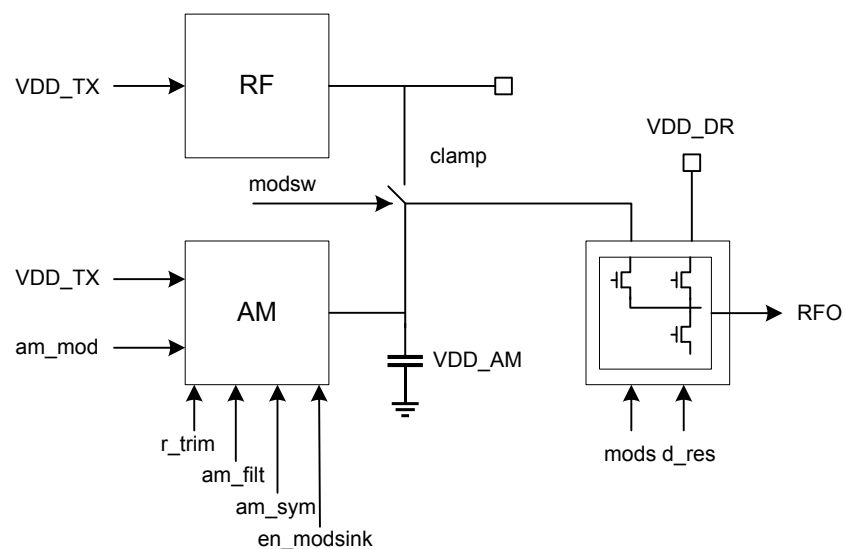 VDD_TX
RF
VDD_DR
clamp
modsw
VDD_TX
AM
RFO
am_mod
VDD_AM
r_trim
mods d_res
am_filt
am_sym
en_modsink